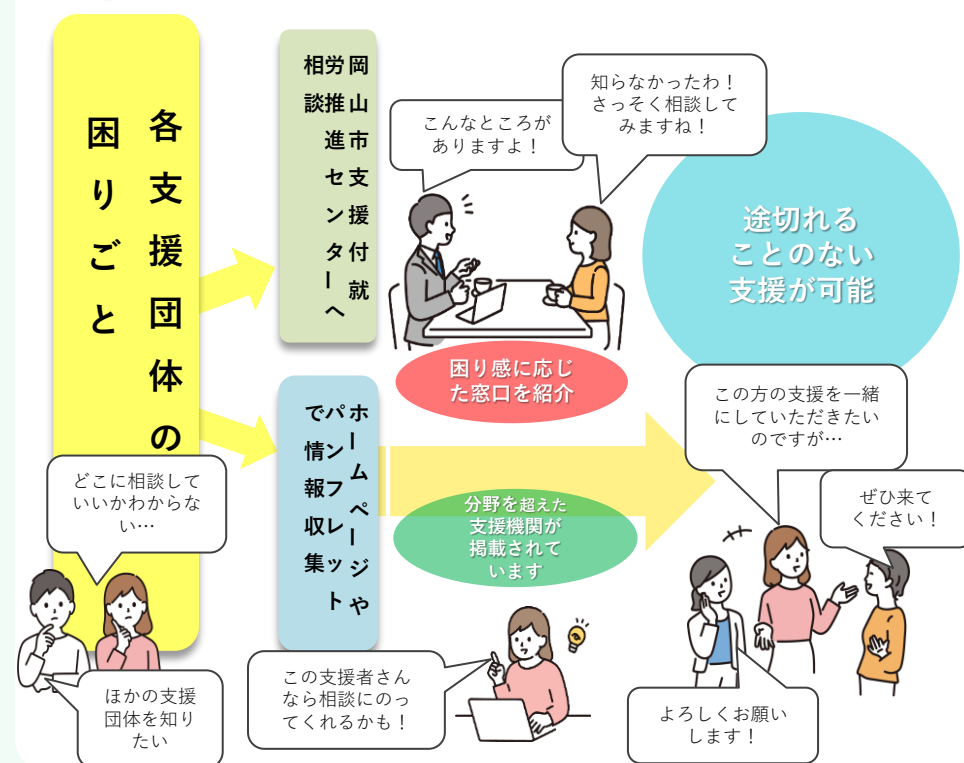 各支援団体の
困りごと
どこに相談して
いいかわからな
い…
ほかの支援
団体を知り
たい
岡山市支援付就
労推進センターへ
相談
こんなところが
ありますよ！
知らなかったわ！
さっそく相談して
みますね！
困り感に応じ
た窓口を紹介
ホームページや
パンフレット
で情報収集
分野を超えた
支援機関が
掲載されて
います
この支援者さん
なら相談にのっ
てくれるかも！
途切れる
ことのない
支援が可能
この方の支援を一緒
にしていただきたい
のですが…
ぜひ来て
ください！
よろしくお願い
します！